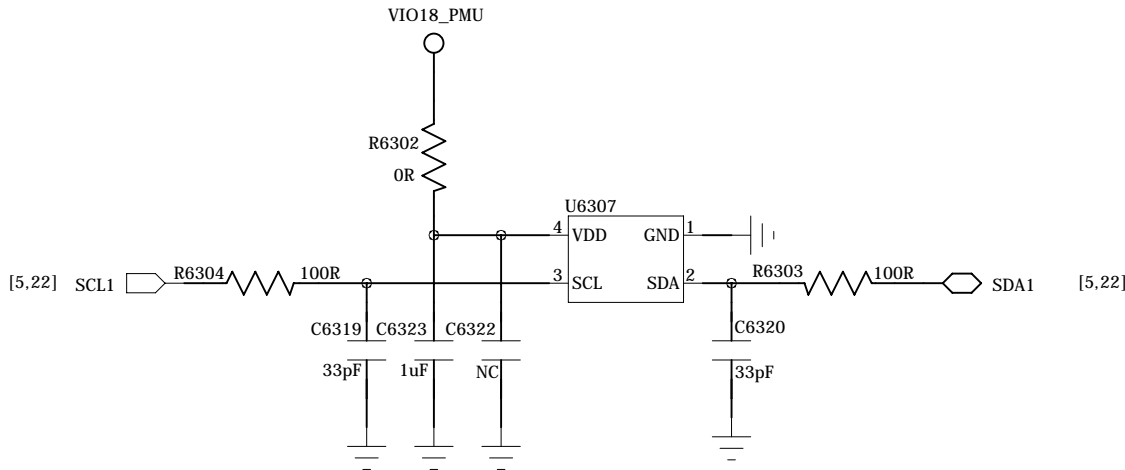 VIO18_PMU
R6302
0R
U6307
4 VDD GND 1
[5,22] SCL1 R6304 100R 3 SCL SDA 2 R6303 100R SDA1 [5,22]
C6319 C6323 C6322 C6320
33pF 1uF NC 33pF